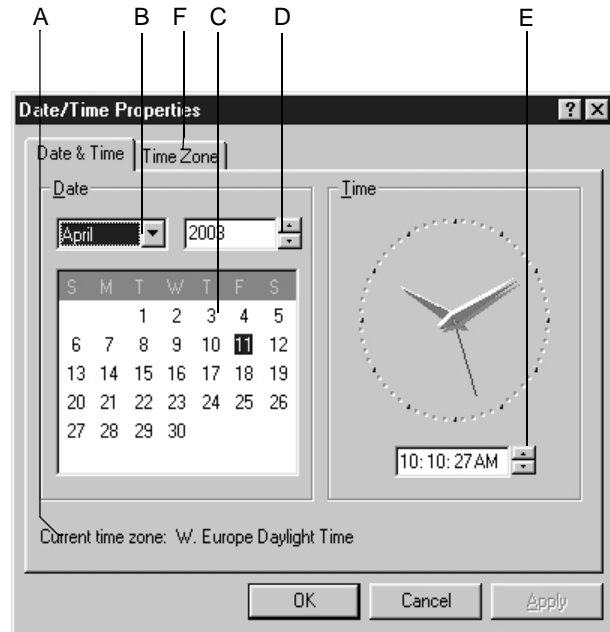 A B F C D E
Date/Time Properties
Date & Time Time Zone
Date
Time
April 2003
S M T W T F S
1 2 3 4 5
6 7 8 9 10 11 12
13 14 15 16 17 18 19
20 21 22 23 24 25 26
27 28 29 30
10:10:27 AM
Current time zone: W. Europe Daylight Time
OK Cancel Apply